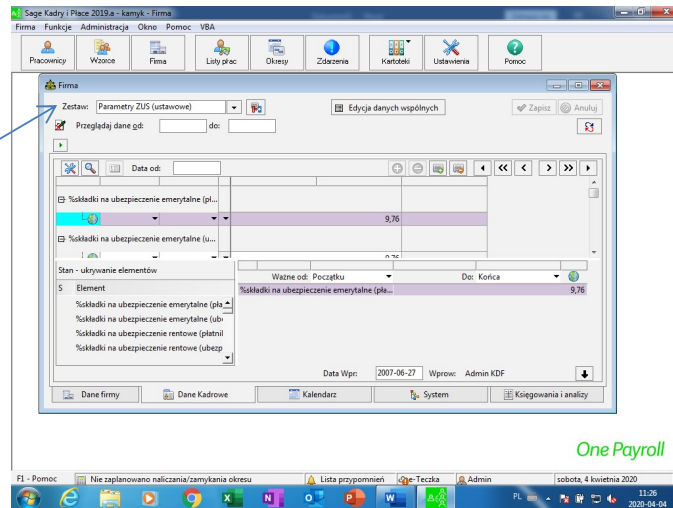 Sage Kadry i Płace 2019.a - kamyk - Firma
Firma Funkcje Administracja Okno Pomoc VBA
Pracownicy Wzorce Firma Listy płac Okresy Zdarzenia Kartoteki Ustawienia Pomoc
Firma
Zestaw: Parametry ZUS (ustawowe) Edycja danych wspólnych Zapisz Anuluj
Przeglądaj dane od: do:
Data od:
%składki na ubezpieczenie emerytalne (pł...
9,76
%składki na ubezpieczenie emerytalne (u...
9,76
Stan - ukrywanie elementów
Ważne od: Początku Do: Końca
S Element
%składki na ubezpieczenie emerytalne (pła... 9,76
%składki na ubezpieczenie emerytalne (pła
%składki na ubezpieczenie emerytalne (ube
%składki na ubezpieczenie rentowe (płatnil
%składki na ubezpieczenie rentowe (ubezp
Data Wpr: 2007-06-27 Wprow: Admin KDF
Dane firmy Dane Kadrowe Kalendarz System Księgowania i analizy
One Payroll
F1 - Pomoc Nie zaplanowano naliczania/zamykania okresu Lista przypomnień e-Teczka Admin sobota, 4 kwietnia 2020
PL 11:26
2020-04-04